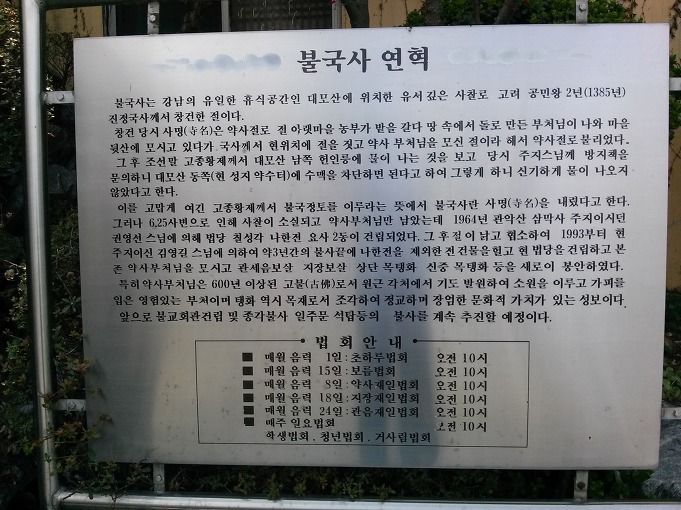 불국사 연혁
불국사는 강남의 유일한 휴식공간인 대모산에 위치한 유서깊은 사찰로 고려 공민왕 2년(1385년)
진정국사께서 창건한 절이다.
창건 당시 사명(寺名)은 약사절로 절 아랫마을 농부가 밭을 갈다 땅 속에서 돌로 만든 부처님이 나와 마을
뒷산에 모시고 있다가 국사께서 현위치에 절을 짓고 약사 부처님을 모신 절이라 해서 약사절로 불리었다.
그 후 조선말 고종황제께서 대모산 남쪽 헌인릉에 물이 나는 것을 보고 당시 주지스님께 방지책을
문의하니 대모산 동쪽(현 성지 약수터)에 수맥을 차단하면 된다고 하여 그렇게 하니 신기하게 물이 나오지
않았다고 한다.
이를 고맙게 여긴 고종황제께서 불국정토를 이루라는 뜻에서 불국사란 사명(寺名)을 내렸다고 한다.
그러나 6.25사변으로 인해 사찰이 소실되고 약사부처님만 남았는데 1964년 관악산 삼막사 주지이시던
권영선 스님에 의해 법당 칠성각 나한전 요사 2동이 건립되었다. 그 후 절이 낡고 협소하여 1993부터 현
주지이신 김영길 스님에 의하여 약3년간의 불사끝에 나한전을 제외한 전건물을헐고 현 법당을 건립하고 본
존 약사부처님을 모시고 관세음보살 지장보살 상단 목탱화 신중 목탱화 등을 새로이 봉안하였다.
특히약사부처님은 600년 이상된 고불(古佛)로서 원근 각처에서 기도 발원하여 소원을 이루고 가피를
입은 영험있는 부처이며 탱화 역시 목재로서 조각하여 정교하며 장엄한 문화적 가치가 있는 성보이다.
앞으로 불교회관건립 및 종각불사 일주문 석탑등의 불사를 계속 추진할 예정이다.
• 법회안내 •
■ 매월 음력 1일 : 초하루법회 오전 10시
■ 매월 음력 15일 : 보름법회 오전 10시
■ 매월 음력 8일 : 약사재일법회 오전 10시
■ 매월 음력 18일 : 지장재일법회 오전 10시
■ 매월 음력 24일 : 관음재일법회 오전 10시
■ 매주 일요법회 오전 10시
학생법회 . 청년법회 . 거사림법회